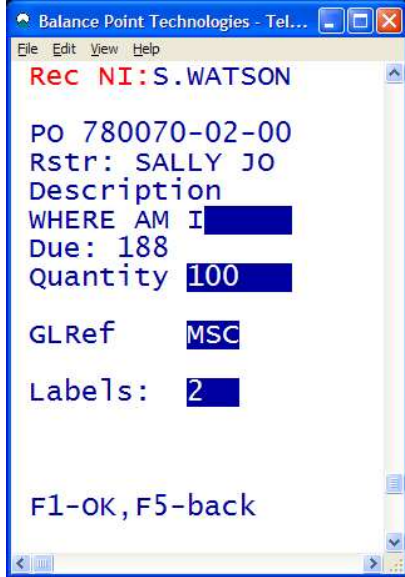 Balance Point Technologies - Tel...
File Edit View Help
Rec NI:S.WATSON
PO 780070-02-00
Rstr: SALLY JO
Description
WHERE AM I
Due: 188
Quantity 100
GLRef MSC
Labels: 2
F1-OK,F5-back